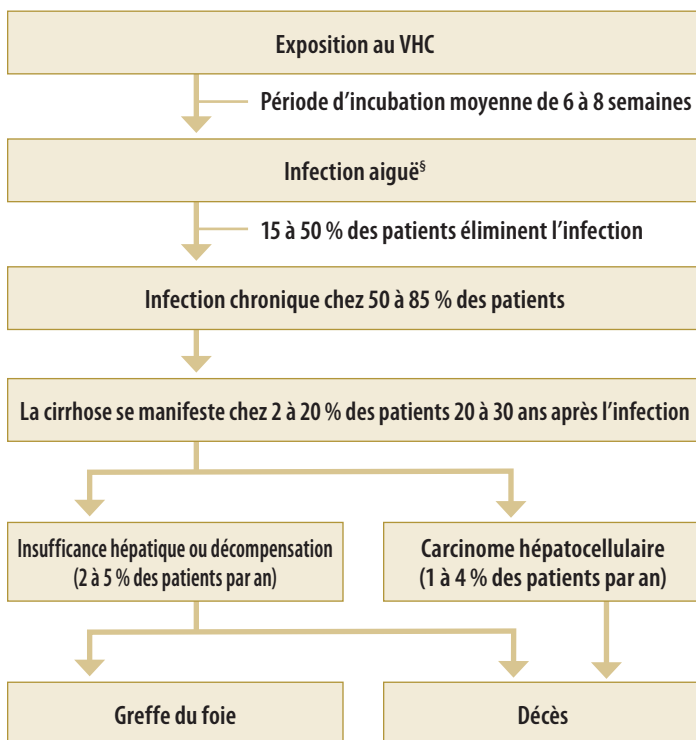 Exposition au VHC
Période d'incubation moyenne de 6 à 8 semaines
Infection aiguë§
15 à 50 % des patients éliminent l'infection
Infection chronique chez 50 à 85 % des patients
La cirrhose se manifeste chez 2 à 20 % des patients 20 à 30 ans après l'infection
Insufficance hépatique ou décompensation
(2 à 5 % des patients par an)
Carcinome hépatocellulaire
(1 à 4 % des patients par an)
Greffe du foie
Décès